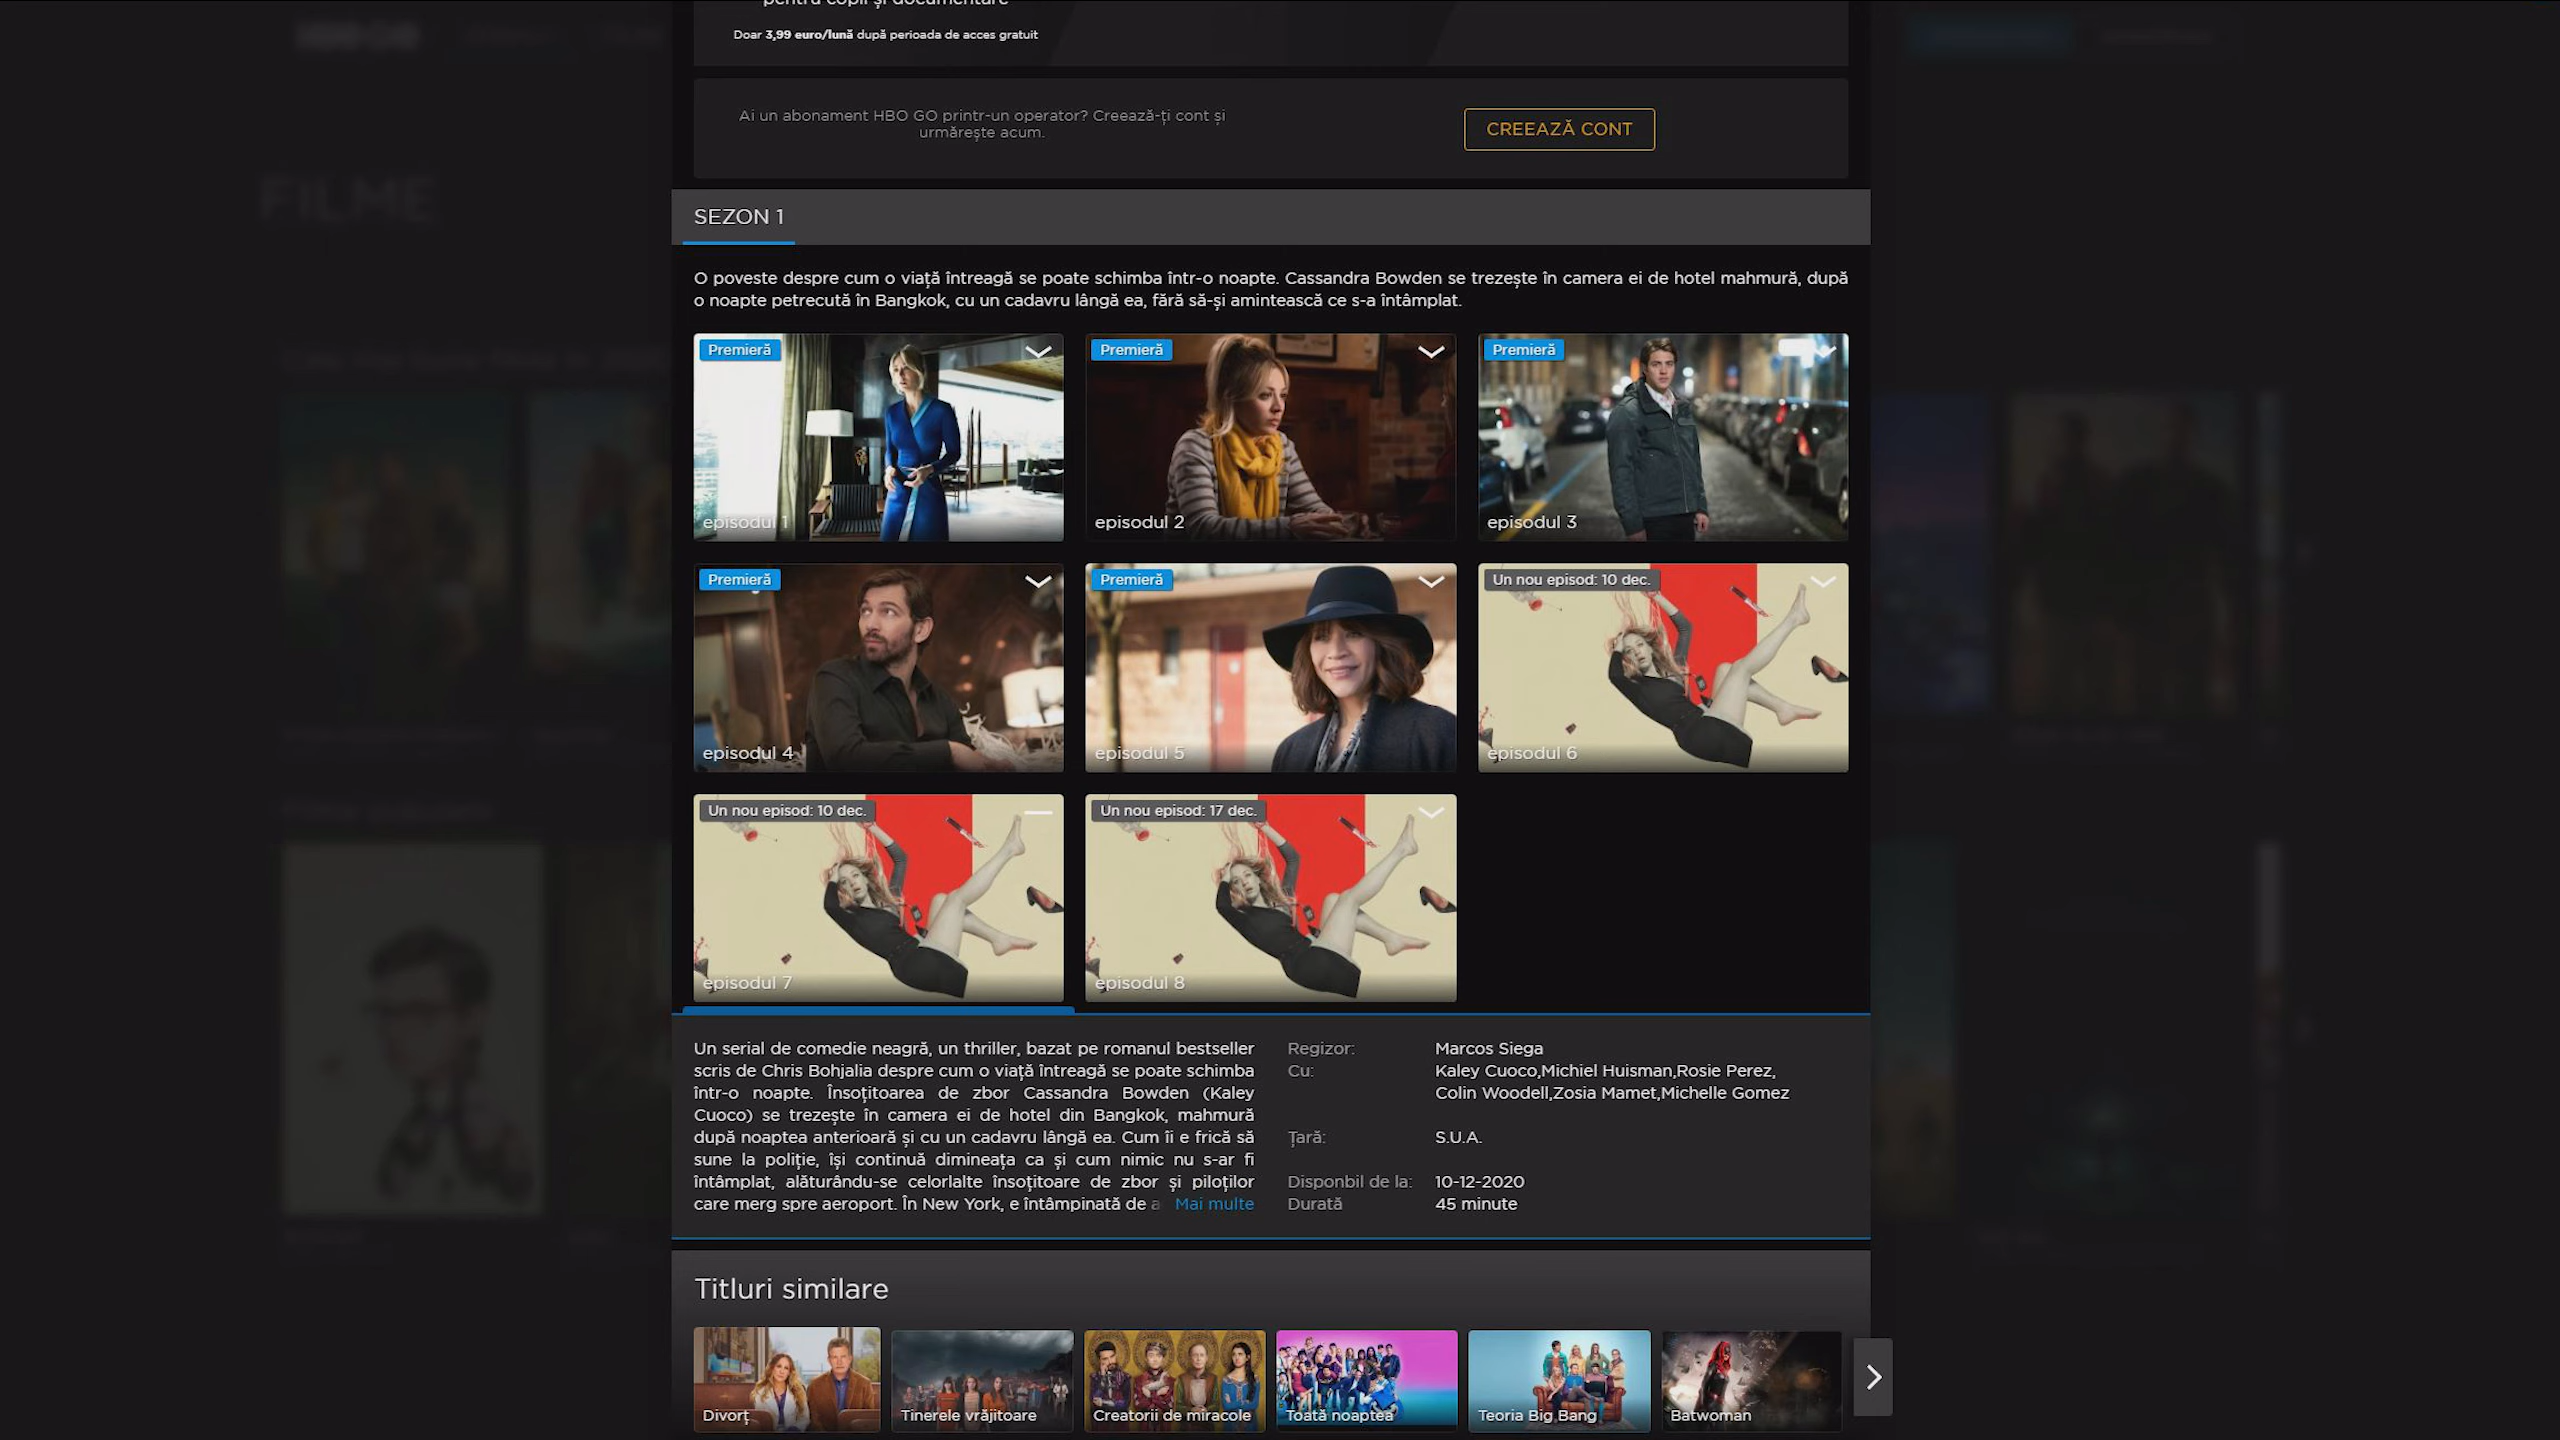 pentru copii și documentare
Doar 3,99 euro/lună după perioada de acces gratuit
Ai un abonament HBO GO printr-un operator? Creează-ți cont și
urmărește acum.
CREEAZĂ CONT
FILME
SEZON 1
O poveste despre cum o viață întreagă se poate schimba într-o noapte. Cassandra Bowden se trezește în camera ei de hotel mahmură, după
o noapte petrecută în Bangkok, cu un cadavru lângă ea, fără să-și amintească ce s-a întâmplat.
Premieră
episodul 1
Premieră
episodul 2
Premieră
episodul 3
Premieră
episodul 4
Premieră
episodul 5
Un nou episod: 10 dec.
episodul 6
Un nou episod: 10 dec.
episodul 7
Un nou episod: 17 dec.
episodul 8
Un serial de comedie neagră, un thriller, bazat pe romanul bestseller
scris de Chris Bohjalia despre cum o viață întreagă se poate schimba
într-o noapte. Însoțitoarea de zbor Cassandra Bowden (Kaley
Cuoco) se trezește în camera ei de hotel din Bangkok, mahmură
după noaptea anterioară și cu un cadavru lângă ea. Cum îi e frică să
sune la poliție, își continuă dimineața ca și cum nimic nu s-ar fi
întâmplat, alăturându-se celorlalte însoțitoare de zbor și piloților
care merg spre aeroport. În New York, e întâmpinată de a Mai multe
Regizor: Marcos Siega
Cu: Kaley Cuoco,Michiel Huisman,Rosie Perez,
Colin Woodell,Zosia Mamet,Michelle Gomez
Țară: S.U.A.
Disponbil de la: 10-12-2020
Durată 45 minute
Titluri similare
Divorț
Tinerele vrăjitoare
Creatorii de miracole
Toată noaptea
Teoria Big Bang
Batwoman